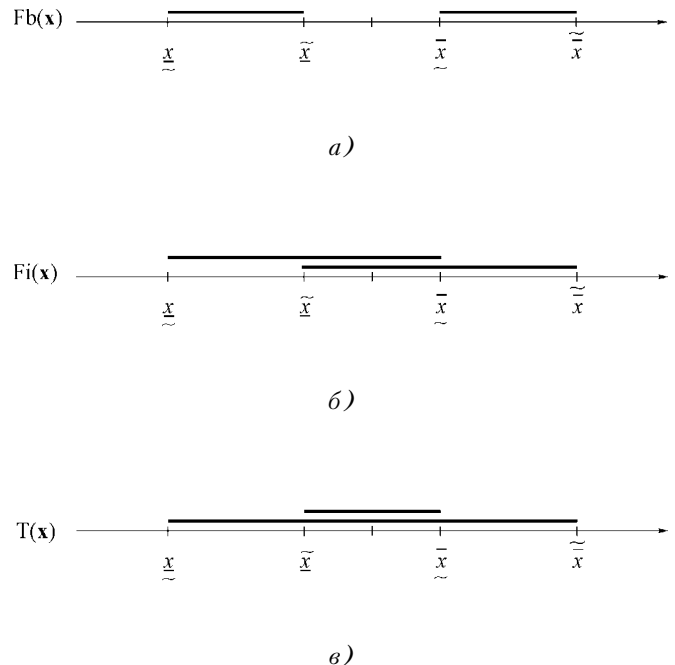 Fb(x)
x̲̰ x̲̃ x̰̄ x̄̃
а)
Fi(x)
x̲̰ x̲̃ x̰̄ x̄̃
б)
T(x)
x̲̰ x̲̃ x̰̄ x̄̃
в)